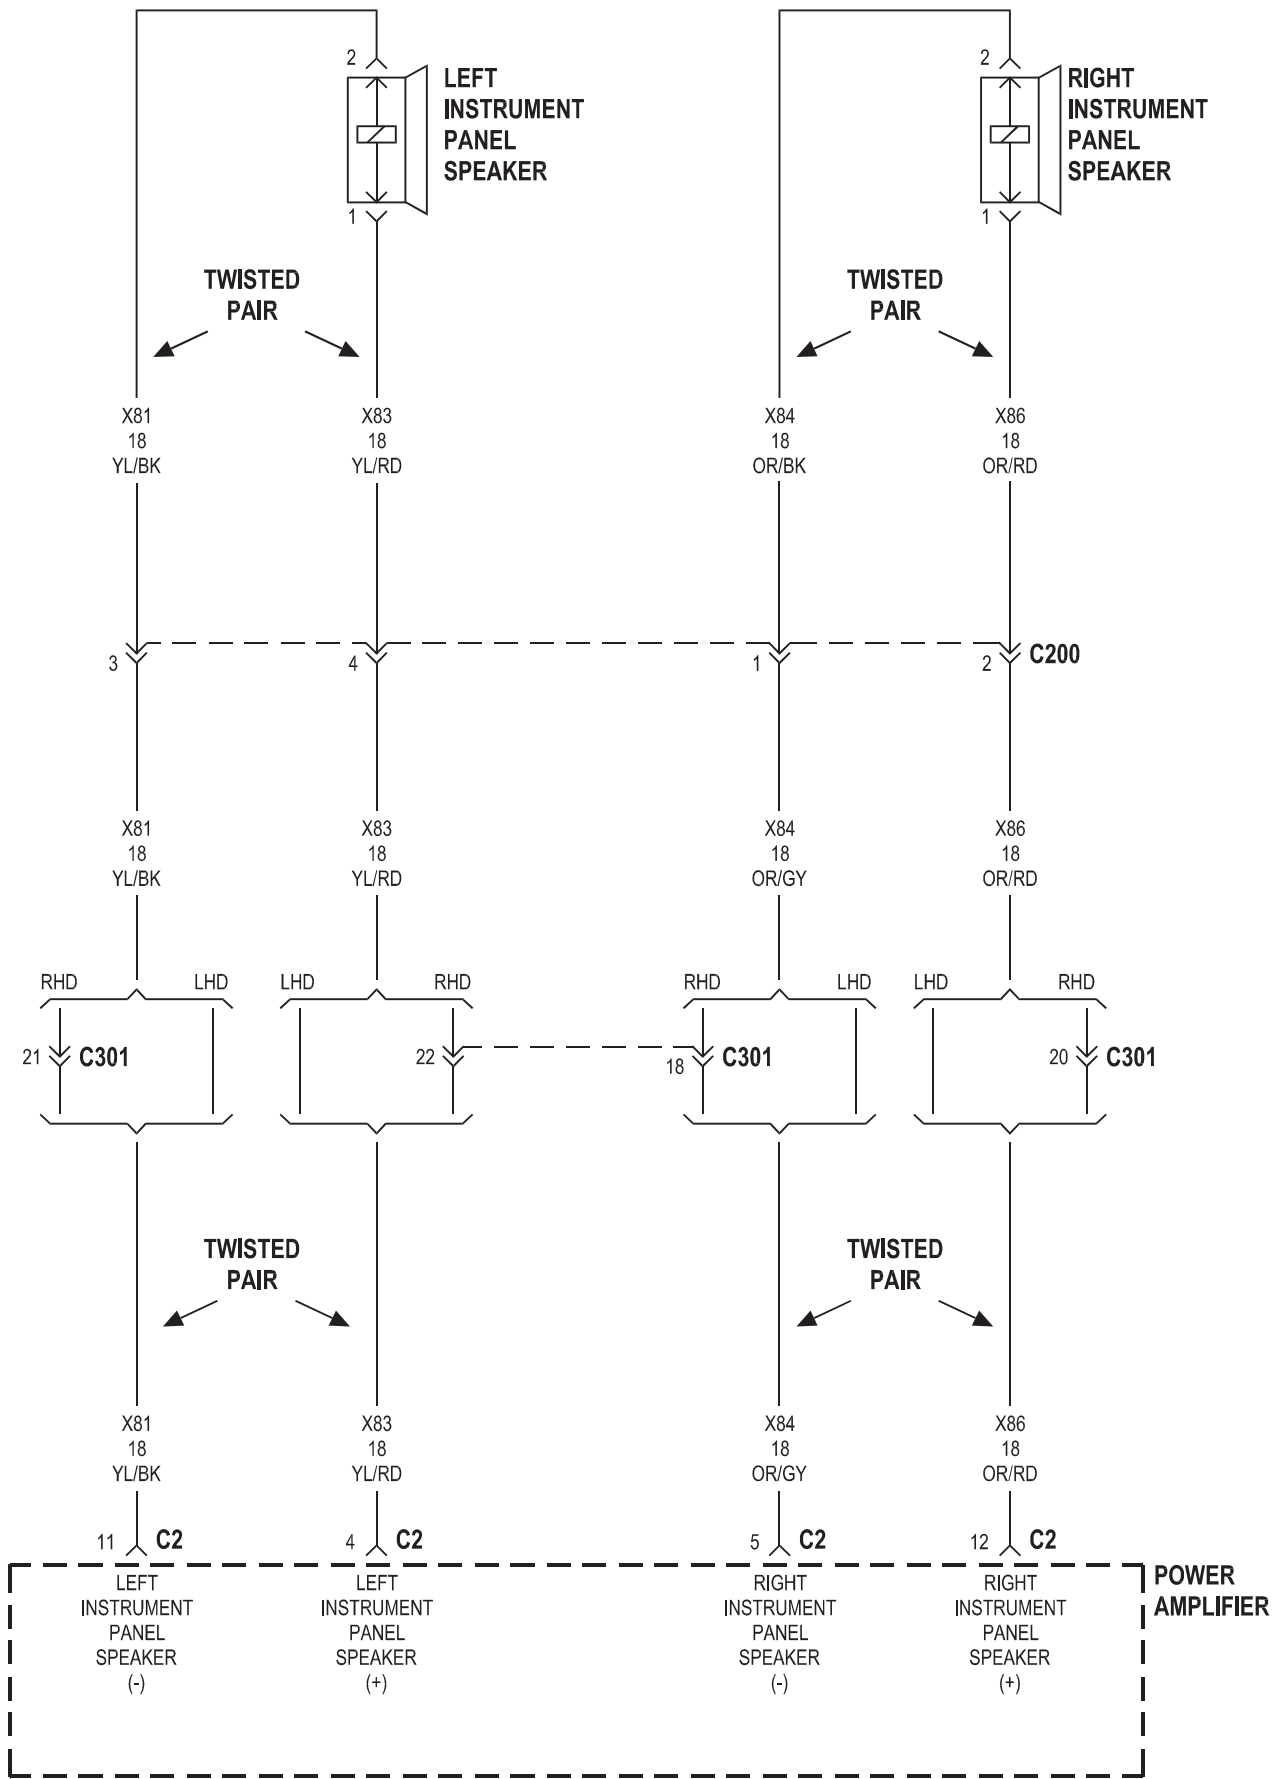 2
LEFT
INSTRUMENT
PANEL
SPEAKER
1
2
RIGHT
INSTRUMENT
PANEL
SPEAKER
1
TWISTED
PAIR
TWISTED
PAIR
X81
18
YL/BK
X83
18
YL/RD
X84
18
OR/BK
X86
18
OR/RD
3
4
1
2
C200
X81
18
YL/BK
X83
18
YL/RD
X84
18
OR/GY
X86
18
OR/RD
RHD
LHD
LHD
RHD
RHD
LHD
LHD
RHD
21
C301
22
18
C301
20
C301
TWISTED
PAIR
TWISTED
PAIR
X81
18
YL/BK
X83
18
YL/RD
X84
18
OR/GY
X86
18
OR/RD
11
C2
4
C2
5
C2
12
C2
LEFT
INSTRUMENT
PANEL
SPEAKER
(-)
LEFT
INSTRUMENT
PANEL
SPEAKER
(+)
RIGHT
INSTRUMENT
PANEL
SPEAKER
(-)
RIGHT
INSTRUMENT
PANEL
SPEAKER
(+)
POWER
AMPLIFIER